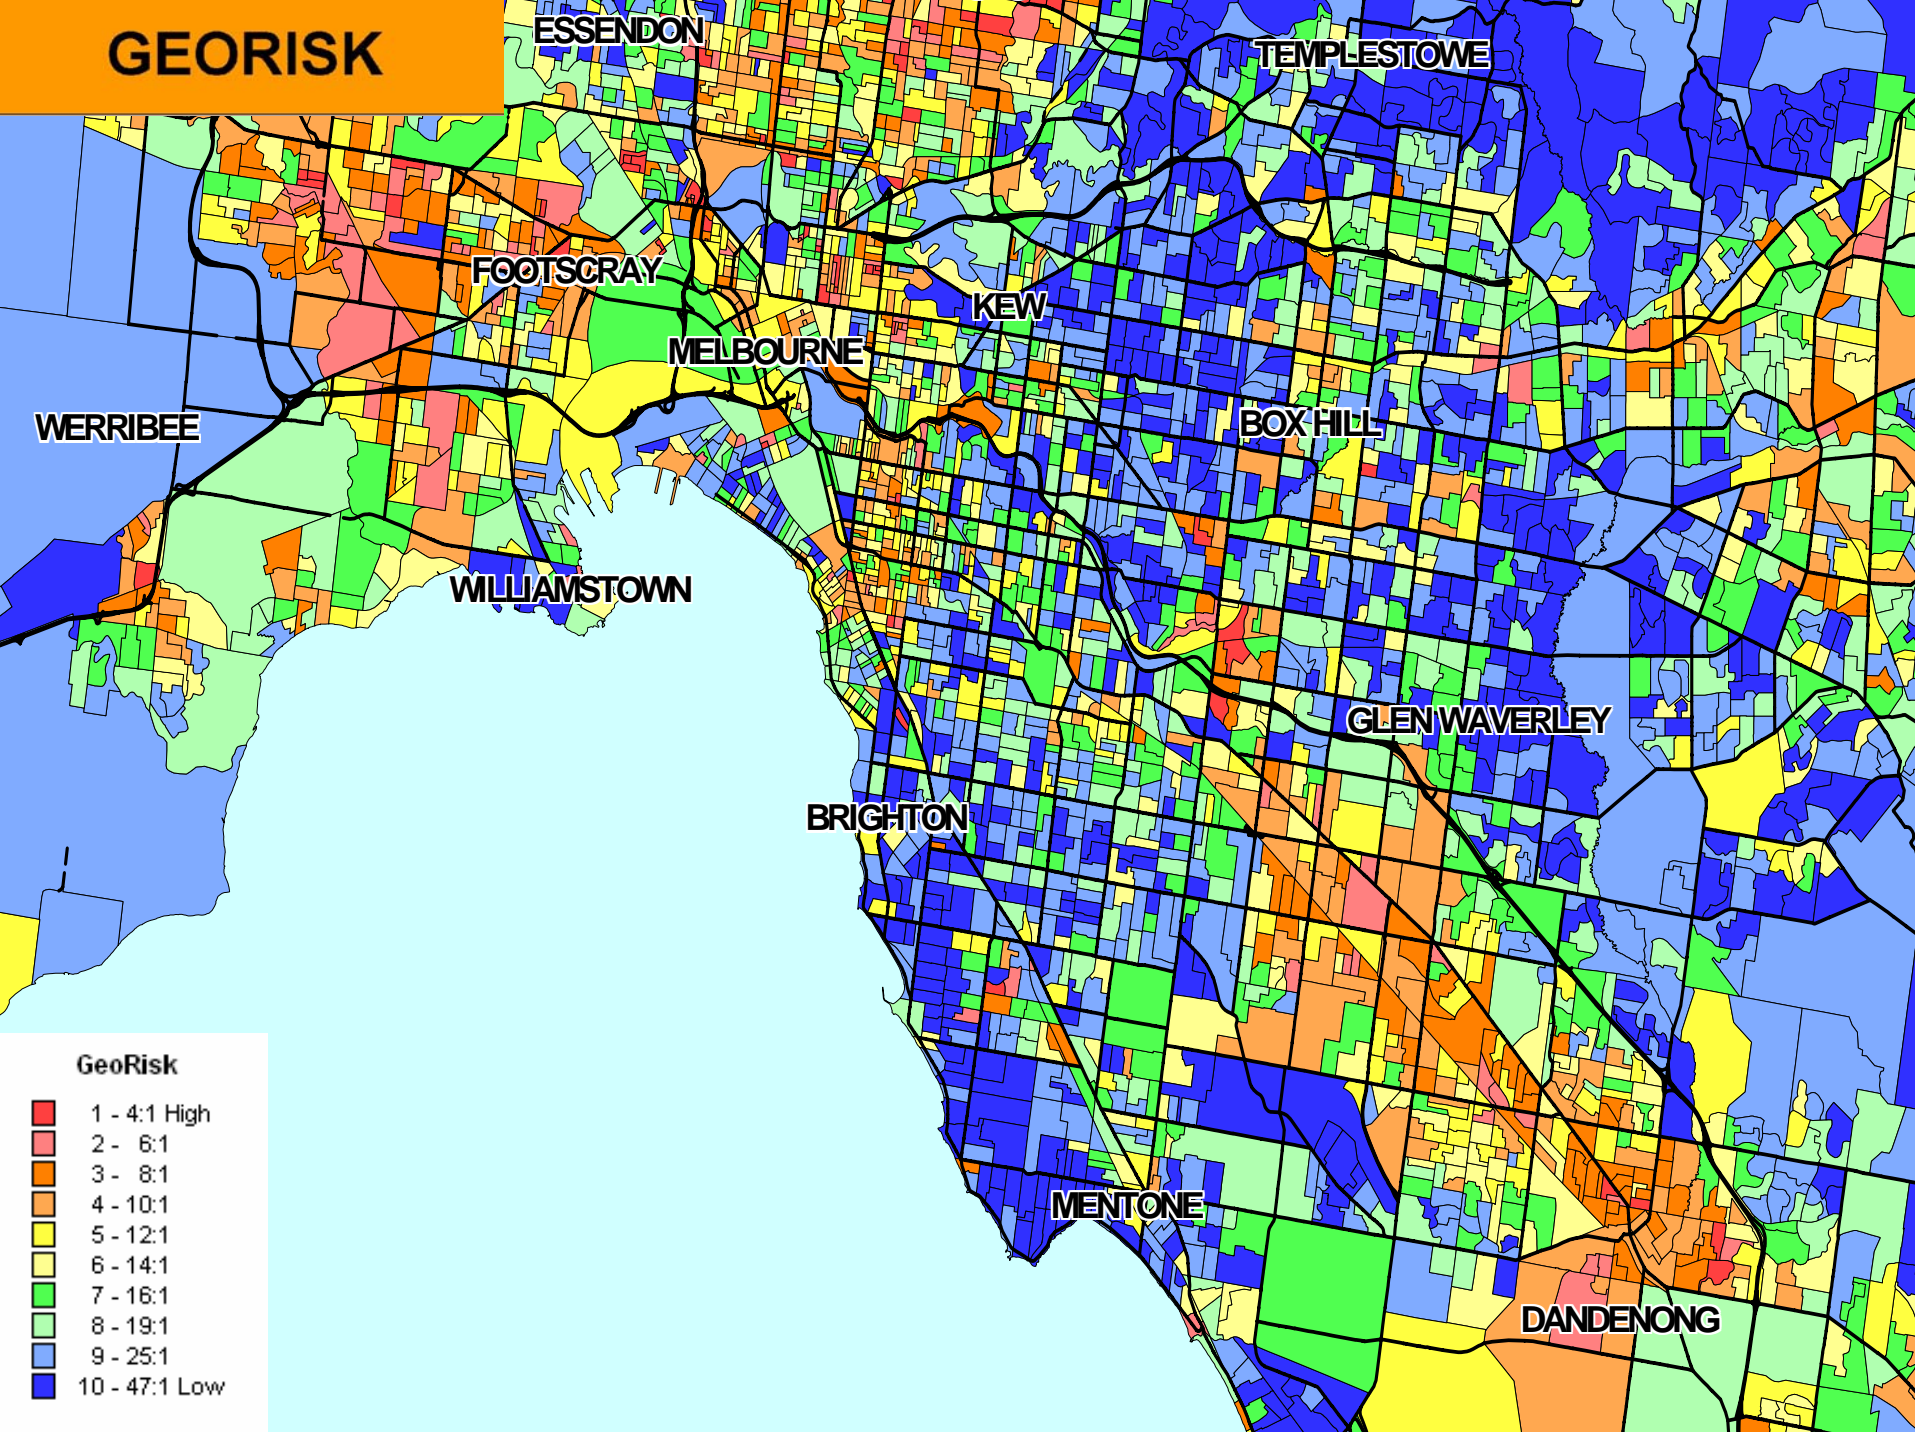 GEORISK
ESSENDON
TEMPLESTOWE
FOOTSCRAY
KEW
MELBOURNE
WERRIBEE
BOX HILL
WILLIAMSTOWN
GLEN WAVERLEY
BRIGHTON
MENTONE
DANDENONG
GeoRisk
1 - 4:1 High
2 - 6:1
3 - 8:1
4 - 10:1
5 - 12:1
6 - 14:1
7 - 16:1
8 - 19:1
9 - 25:1
10 - 47:1 Low